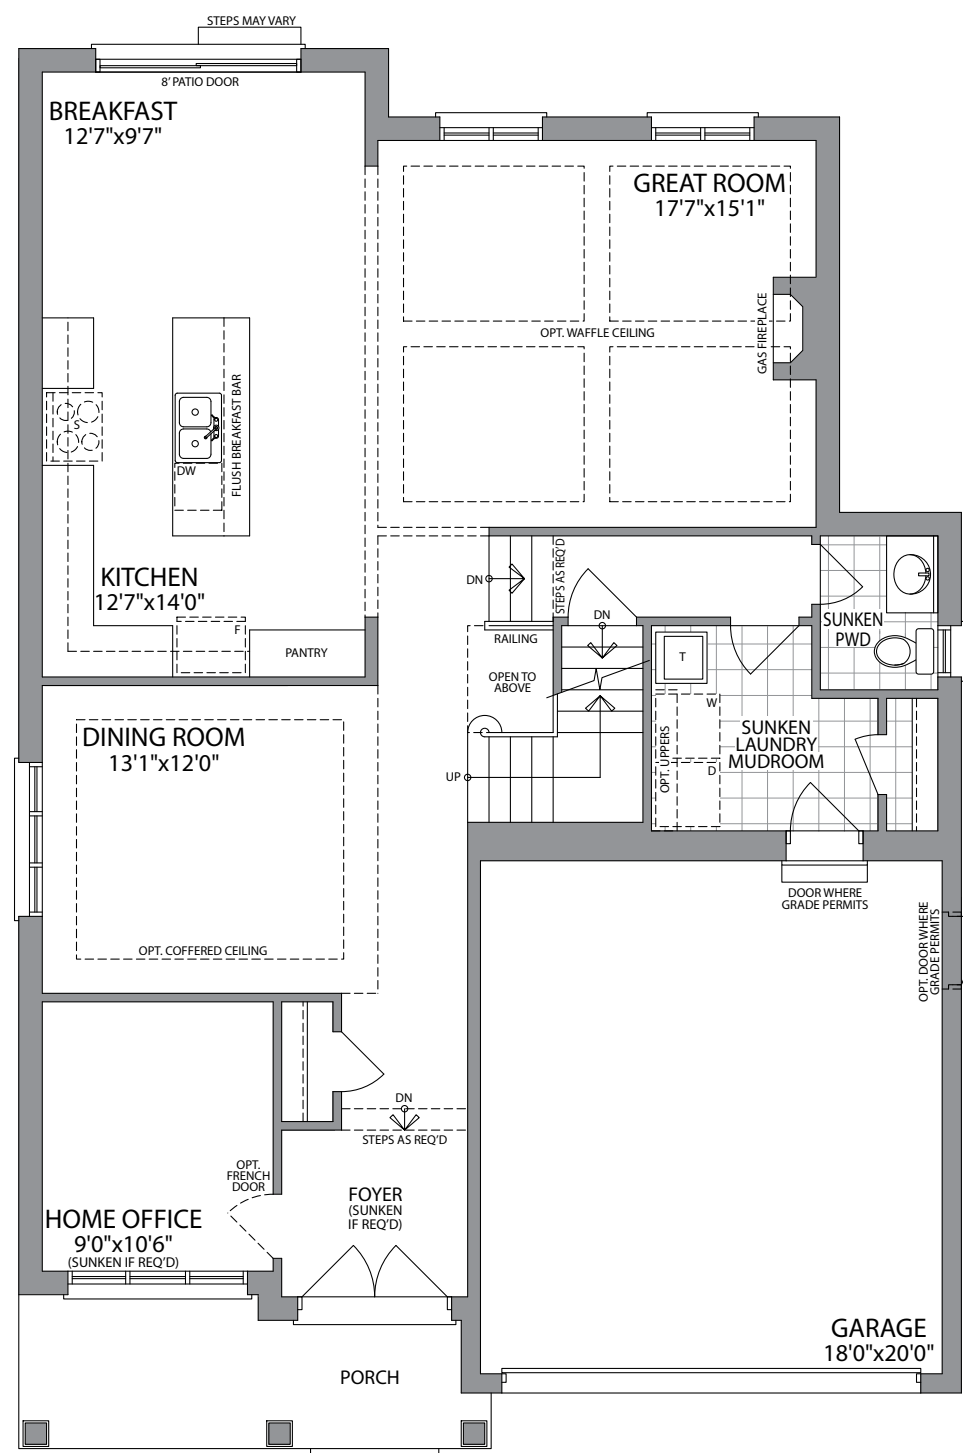 STEPS MAY VARY
8' PATIO DOOR
BREAKFAST
12'7"x9'7"
GREAT ROOM
17'7"x15'1"
GAS FIREPLACE
OPT. WAFFLE CEILING
S
FLUSH BREAKFAST BAR
DW
KITCHEN
12'7"x14'0"
F
PANTRY
DN
STEPS AS REQ'D
RAILING
OPEN TO
ABOVE
DN
UP
T
W
D
OPT. UPPERS
SUNKEN
PWD
SUNKEN
LAUNDRY
MUDROOM
DINING ROOM
13'1"x12'0"
OPT. COFFERED CEILING
DOOR WHERE
GRADE PERMITS
OPT. DOOR WHERE
GRADE PERMITS
DN
STEPS AS REQ'D
OPT.
FRENCH
DOOR
FOYER
(SUNKEN
IF REQ'D)
HOME OFFICE
9'0"x10'6"
(SUNKEN IF REQ'D)
GARAGE
18'0"x20'0"
PORCH